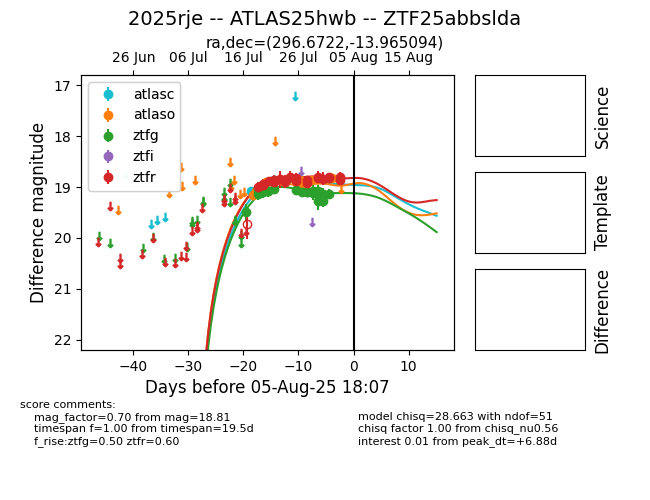 2025rje -- ATLAS25hwb -- ZTF25abbslda
ra,dec=(296.6722,-13.965094)
26 Jun 06 Jul 16 Jul 26 Jul 05 Aug 15 Aug
17
18
19
20
21
22
Difference magnitude
atlasc
atlaso
ztfg
ztfi
ztfr
−40 −30 −20 −10 0 10
Days before 05-Aug-25 18:07
Science
Template
Difference
score comments:
mag_factor=0.70 from mag=18.81
timespan f=1.00 from timespan=19.5d
f_rise:ztfg=0.50 ztfr=0.60
model chisq=28.663 with ndof=51
chisq factor 1.00 from chisq_nu0.56
interest 0.01 from peak_dt=+6.88d